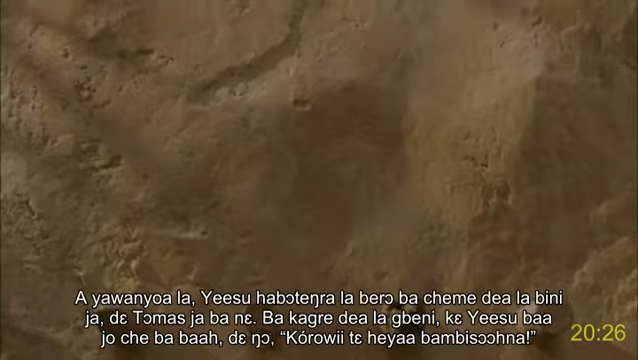 A yawanyoa la, Yeesu habɔteŋra la berɔ ba cheme dea la bini
ja, dɛ Tɔmas ja ba nɛ. Ba kagre dea la gbeni, kɛ Yeesu baa
jo che ba baah, dɛ ŋɔ, “Kórowii tɛ heyaa bambisɔɔhna!”
20:26